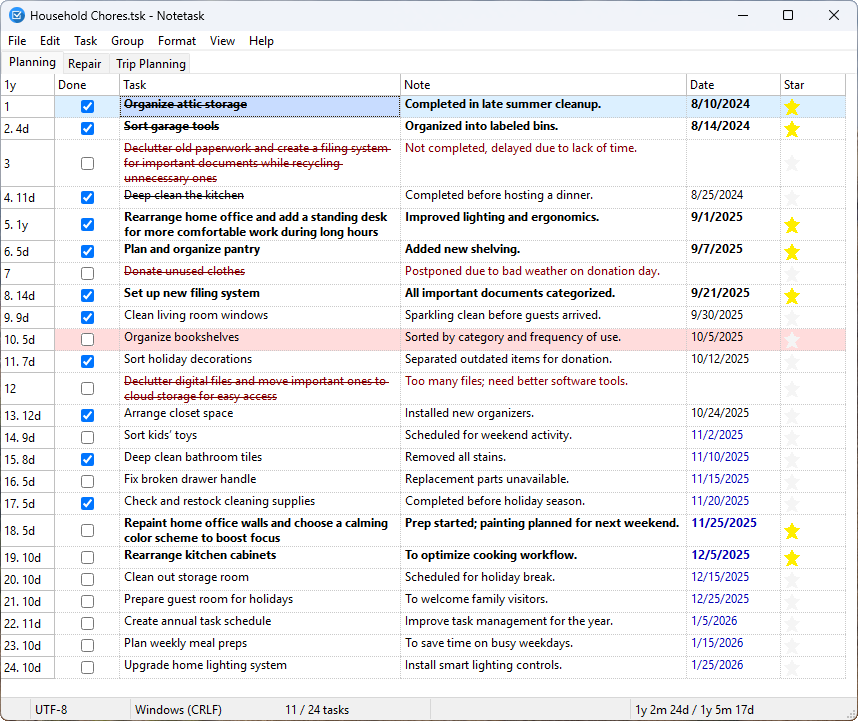 Household Chores.tsk - Notetask
File Edit Task Group Format View Help
Planning Repair Trip Planning
1y Done Task Note Date Star
1 Organize attic storage Completed in late summer cleanup. 8/10/2024
2. 4d Sort garage tools Organized into labeled bins. 8/14/2024
3 Declutter old paperwork and create a filing system Not completed, delayed due to lack of time.
for important documents while recycling
unnecessary ones
4. 11d Deep clean the kitchen Completed before hosting a dinner. 8/25/2024
5. 1y Rearrange home office and add a standing desk Improved lighting and ergonomics. 9/1/2025
for more comfortable work during long hours
6. 5d Plan and organize pantry Added new shelving. 9/7/2025
7 Donate unused clothes Postponed due to bad weather on donation day.
8. 14d Set up new filing system All important documents categorized. 9/21/2025
9. 9d Clean living room windows Sparkling clean before guests arrived. 9/30/2025
10. 5d Organize bookshelves Sorted by category and frequency of use. 10/5/2025
11. 7d Sort holiday decorations Separated outdated items for donation. 10/12/2025
12 Declutter digital files and move important ones to Too many files; need better software tools.
cloud storage for easy access
13. 12d Arrange closet space Installed new organizers. 10/24/2025
14. 9d Sort kids’ toys Scheduled for weekend activity. 11/2/2025
15. 8d Deep clean bathroom tiles Removed all stains. 11/10/2025
16. 5d Fix broken drawer handle Replacement parts unavailable. 11/15/2025
17. 5d Check and restock cleaning supplies Completed before holiday season. 11/20/2025
18. 5d Repaint home office walls and choose a calming Prep started; painting planned for next weekend. 11/25/2025
color scheme to boost focus
19. 10d Rearrange kitchen cabinets To optimize cooking workflow. 12/5/2025
20. 10d Clean out storage room Scheduled for holiday break. 12/15/2025
21. 10d Prepare guest room for holidays To welcome family visitors. 12/25/2025
22. 11d Create annual task schedule Improve task management for the year. 1/5/2026
23. 10d Plan weekly meal preps To save time on busy weekdays. 1/15/2026
24. 10d Upgrade home lighting system Install smart lighting controls. 1/25/2026
UTF-8 Windows (CRLF) 11 / 24 tasks 1y 2m 24d / 1y 5m 17d